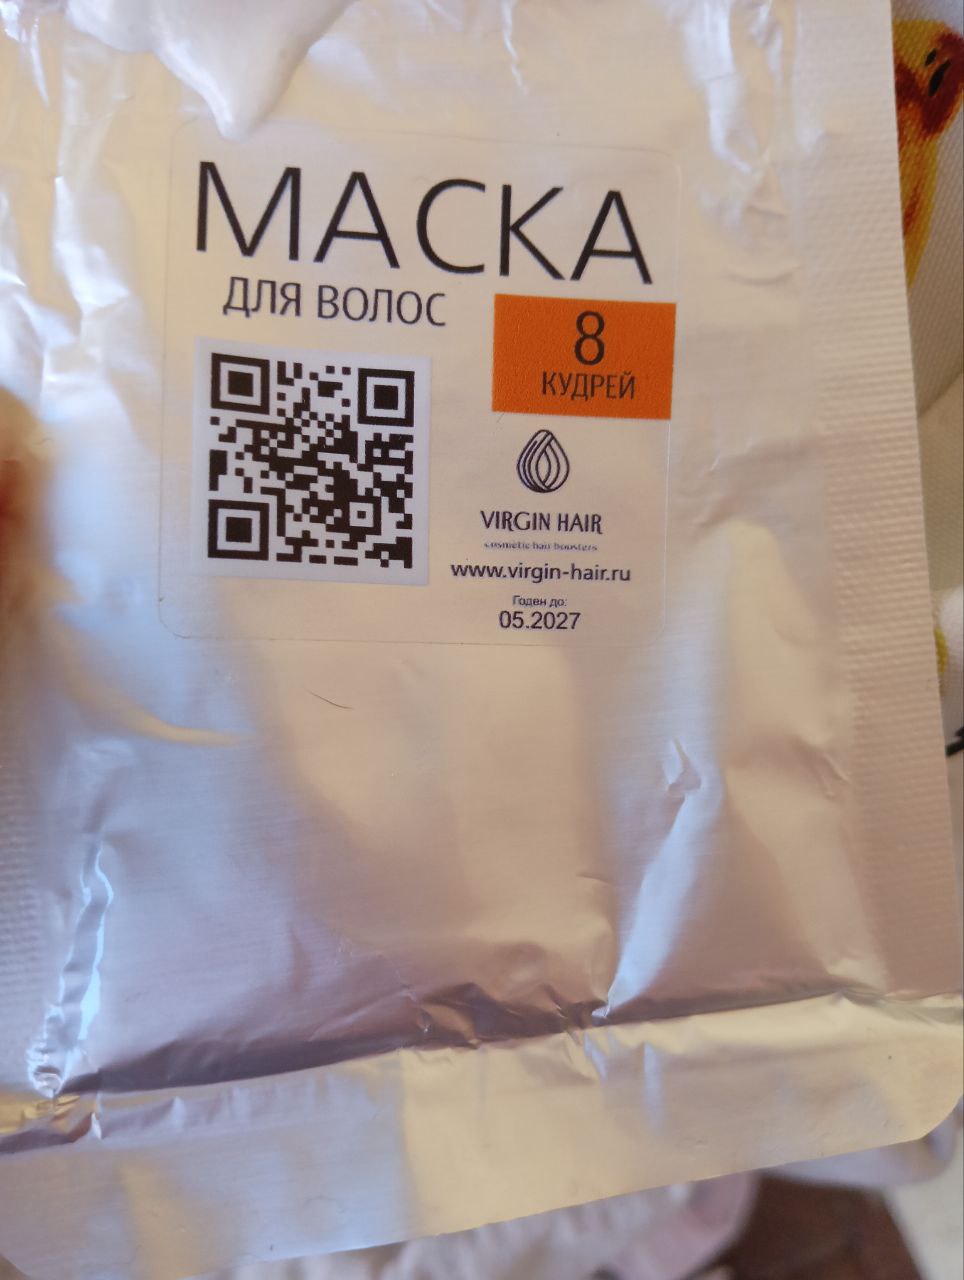 МАСКА
ДЛЯ ВОЛОС
8
КУДРЕЙ
VIRGIN HAIR
cosmetic hair boosters
www.virgin-hair.ru
Годен до:
05.2027